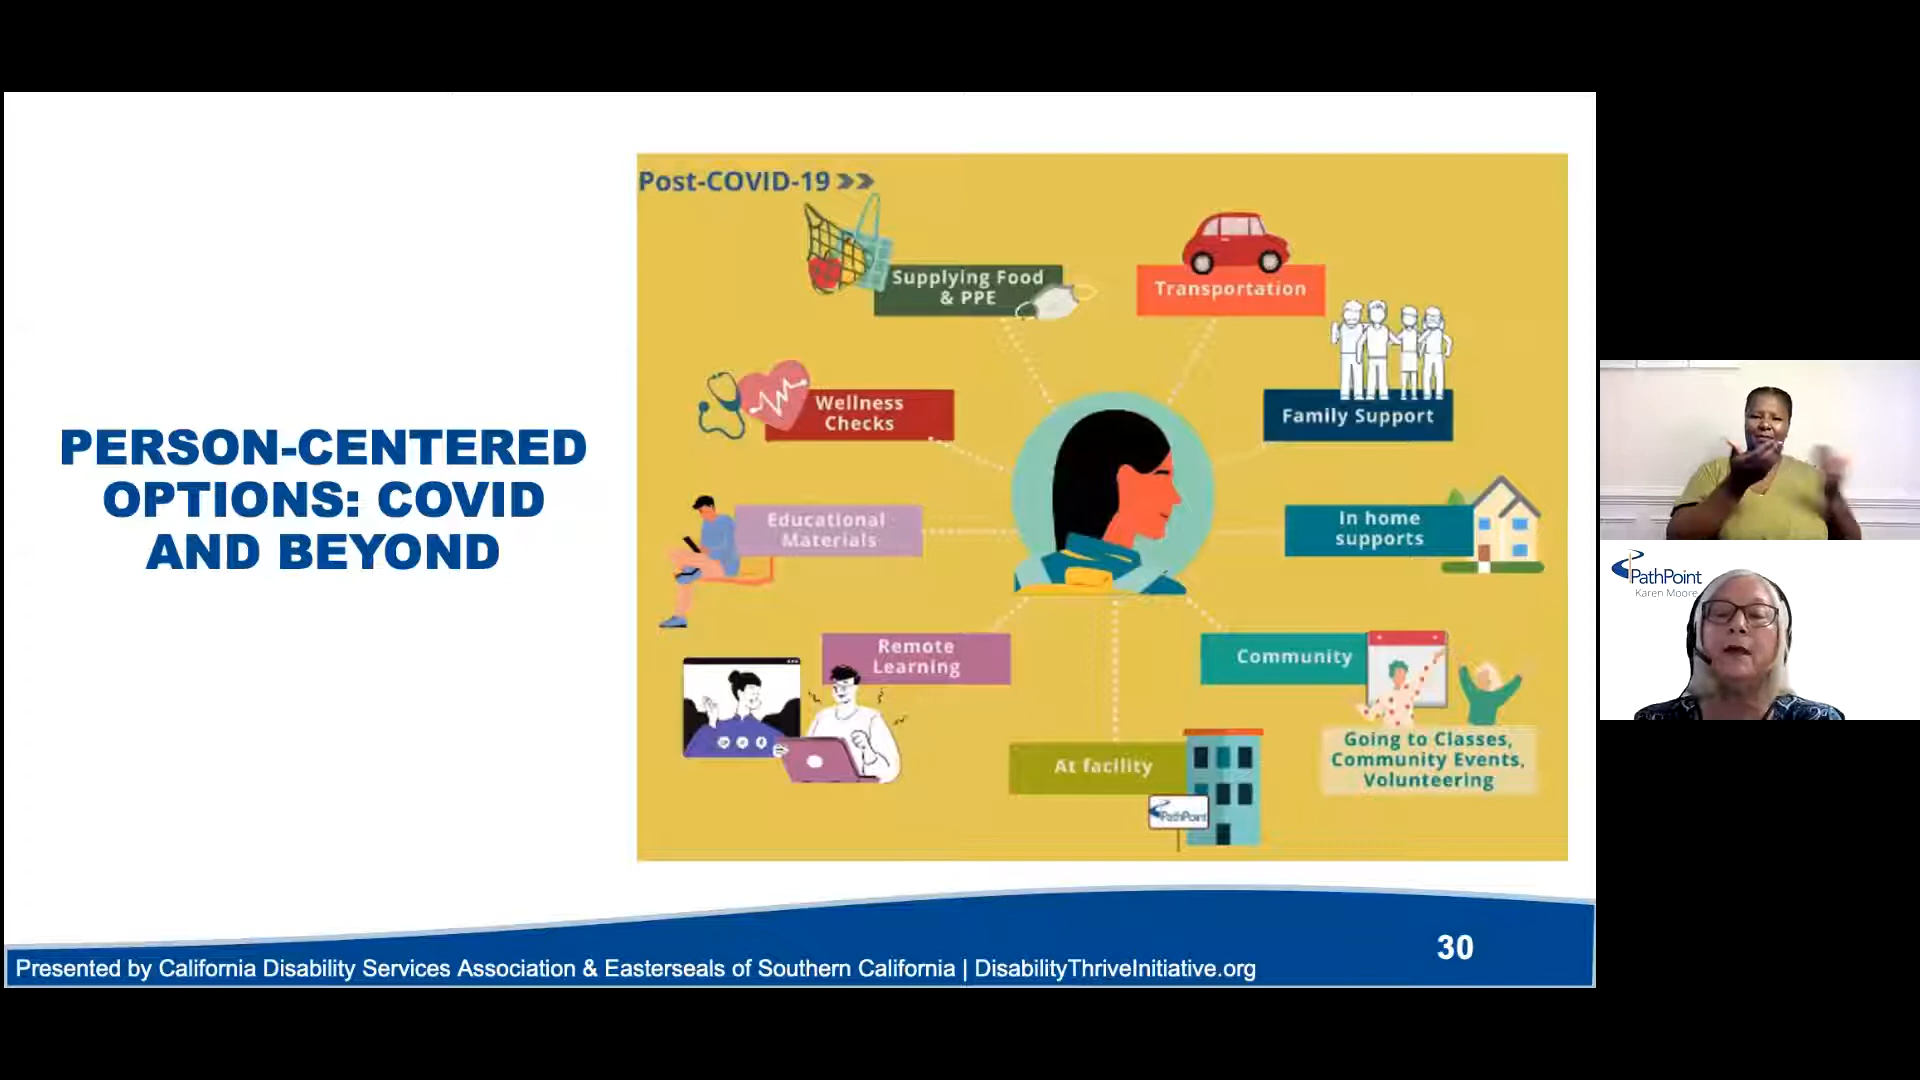 PERSON-CENTERED
OPTIONS: COVID
AND BEYOND
Post-COVID-19
Supplying Food
& PPE
Transportation
Wellness
Checks
Family Support
Educational
Materials
In home
supports
Remote
Learning
Community
At facility
PathPoint
Going to Classes,
Community Events,
Volunteering
30
Presented by California Disability Services Association & Easterseals of Southern California | DisabilityThriveInitiative.org
PathPoint
Karen Moore